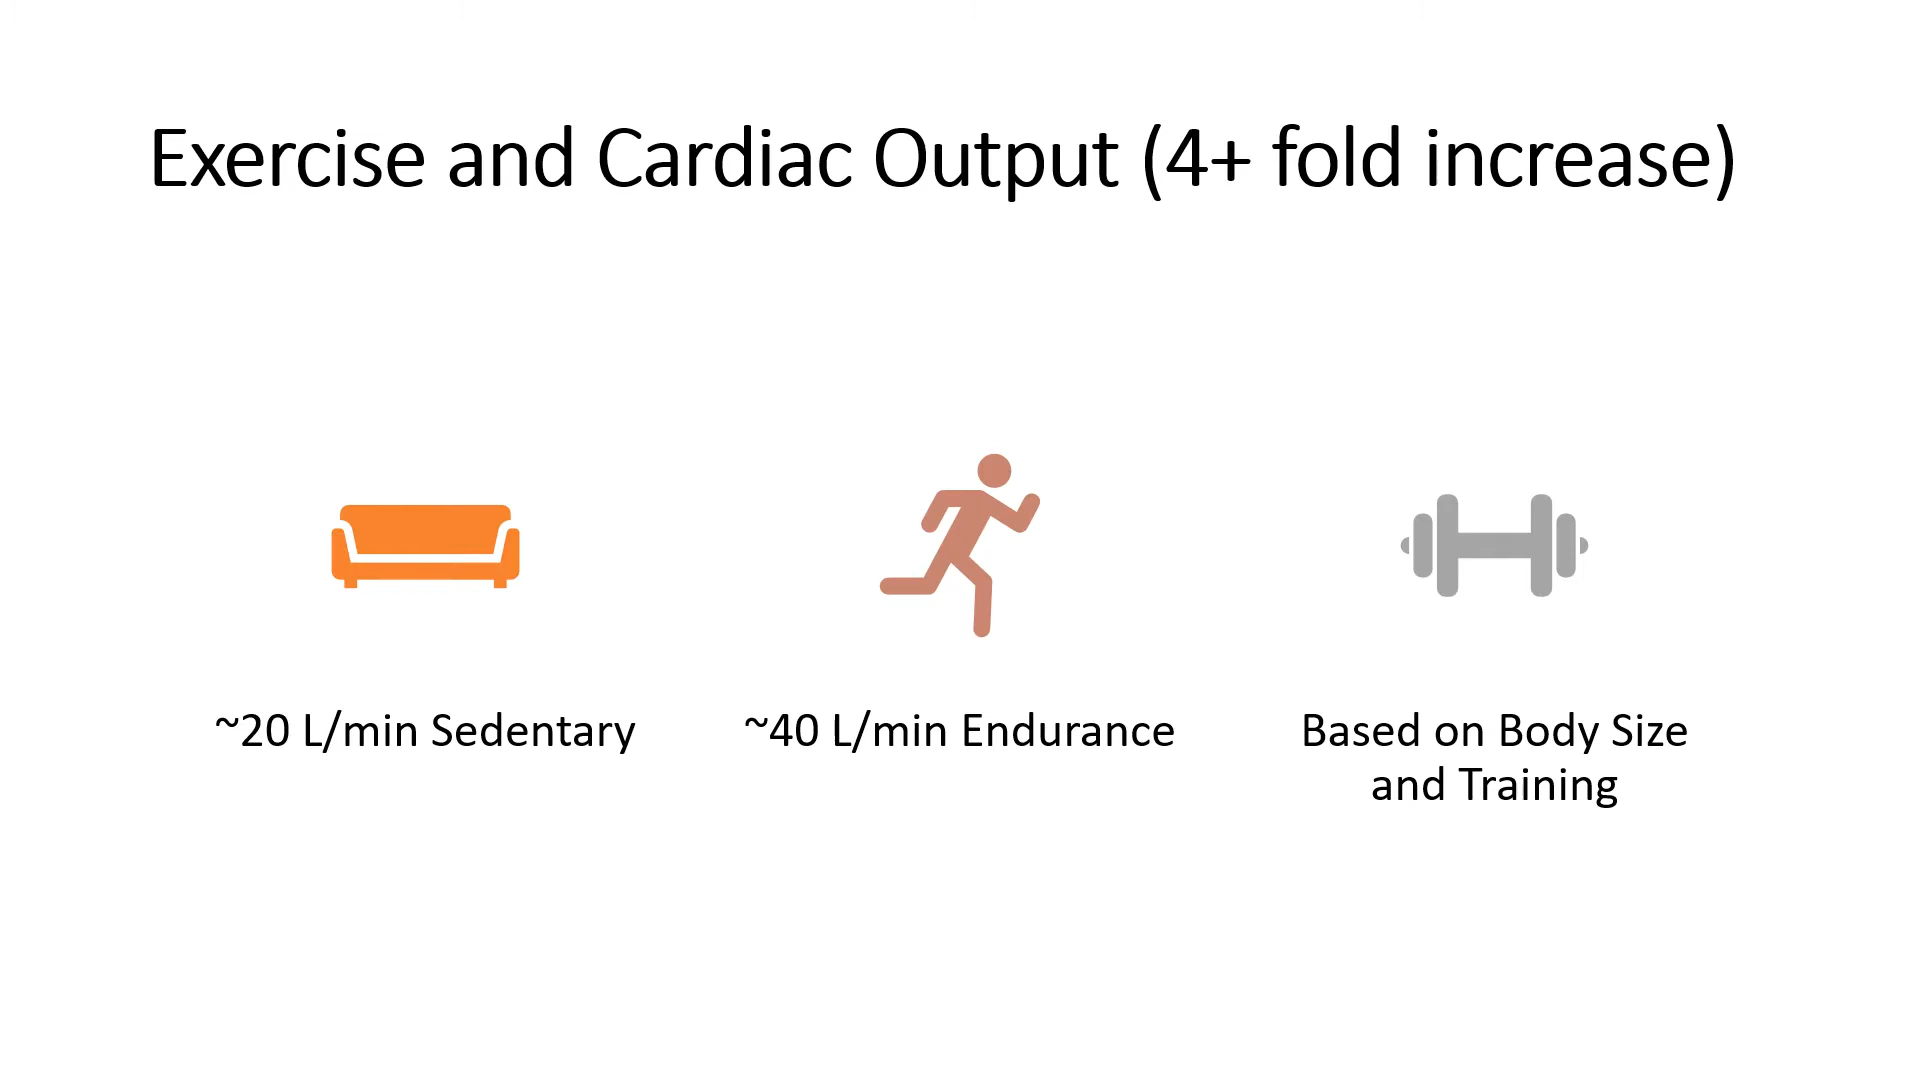 Exercise and Cardiac Output (4+ fold increase)
~20 L/min Sedentary
~40 L/min Endurance
Based on Body Size
and Training